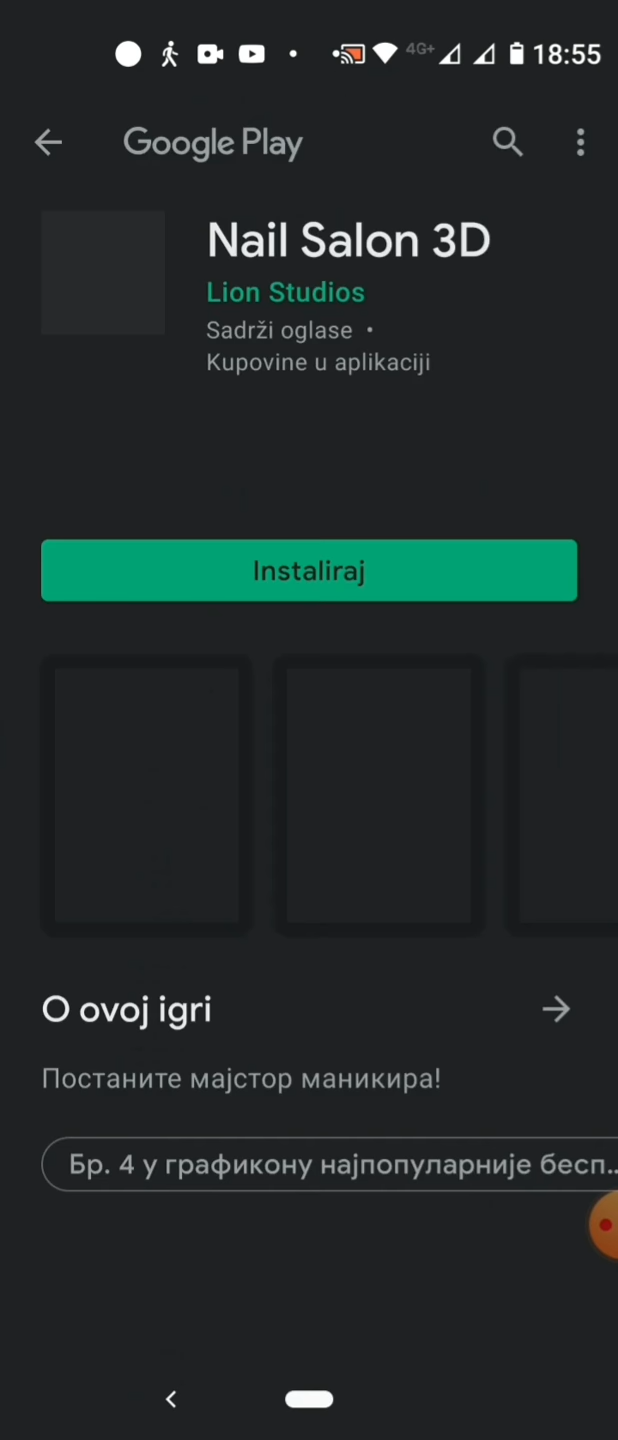 4G+ 18:55
Google Play
Nail Salon 3D
Lion Studios
Sadrži oglase •
Kupovine u aplikaciji
Instaliraj
O ovoj igri
Постаните мајстор маникира!
Бр. 4 у графикону најпопуларније бесп...